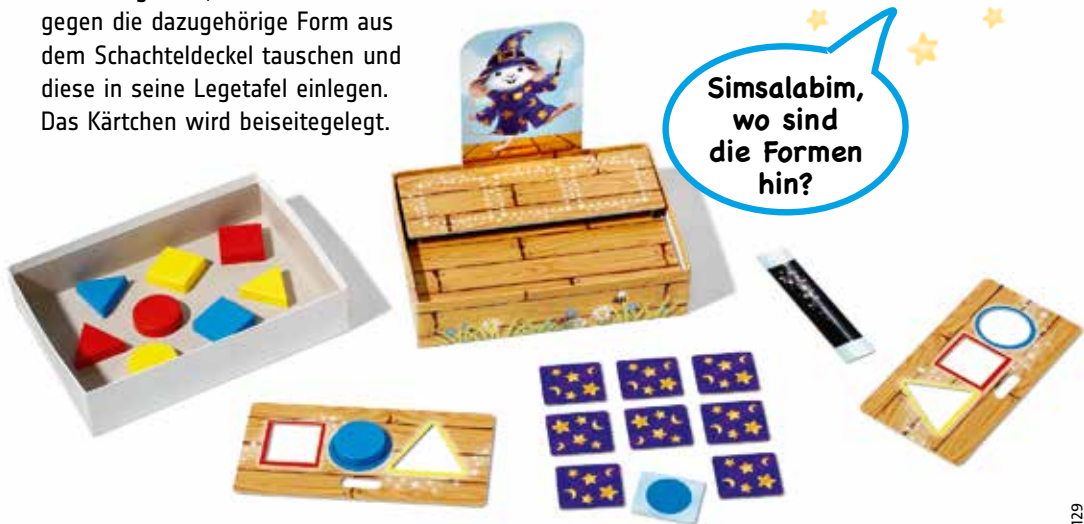 gegen die dazugehörige Form aus
dem Schachteldeckel tauschen und
diese in seine Legetafel einlegen.
Das Kärtchen wird beiseitegelegt.
Simsalabim,
wo sind
die Formen
hin?
129